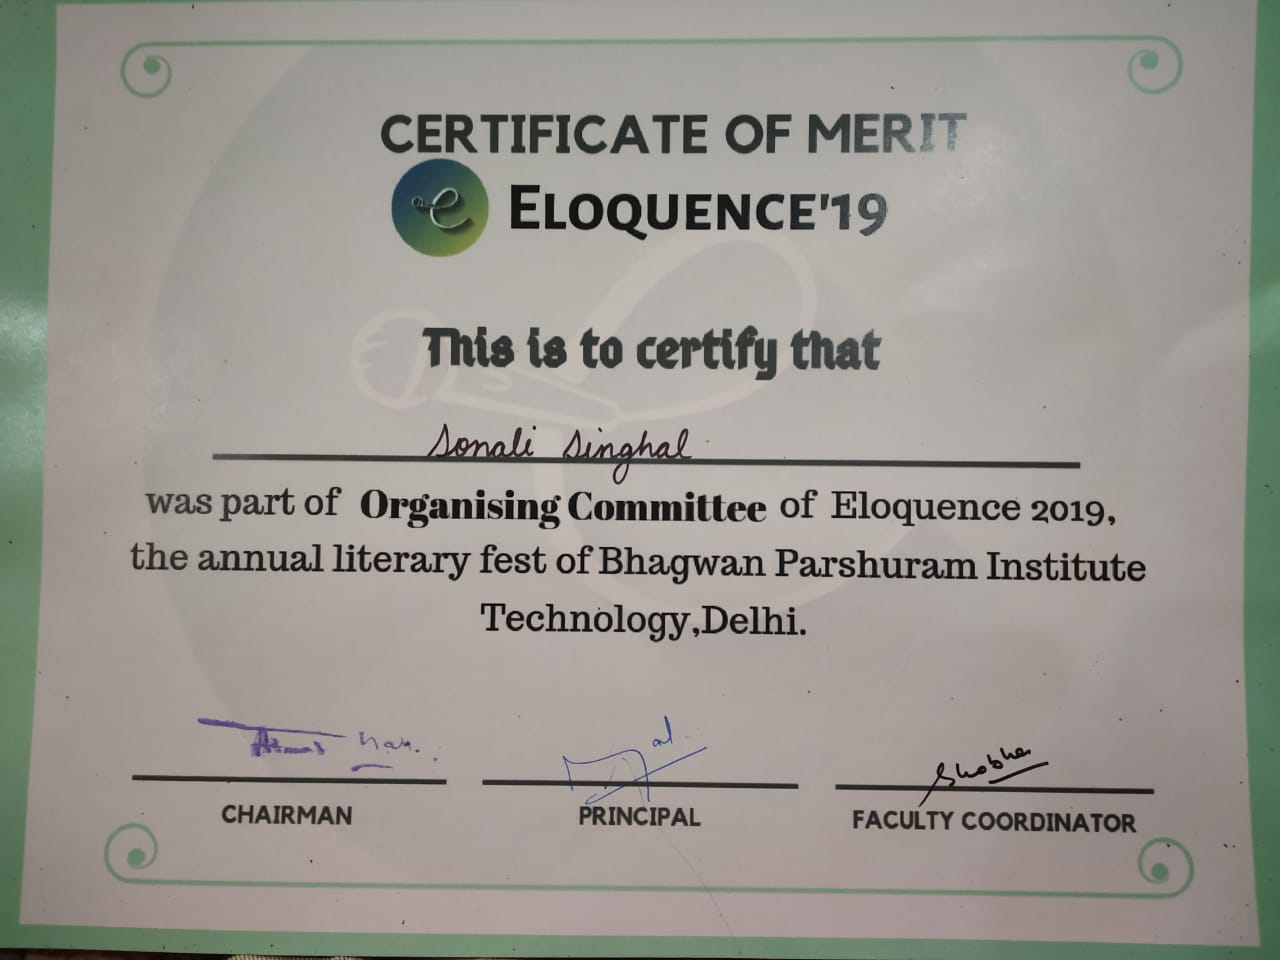 CERTIFICATE OF MERIT
e ELOQUENCE'19
This is to certify that
Sonali Singhal
was part of Organising Committee of Eloquence 2019,
the annual literary fest of Bhagwan Parshuram Institute
Technology,Delhi.
Shobha
CHAIRMAN PRINCIPAL FACULTY COORDINATOR